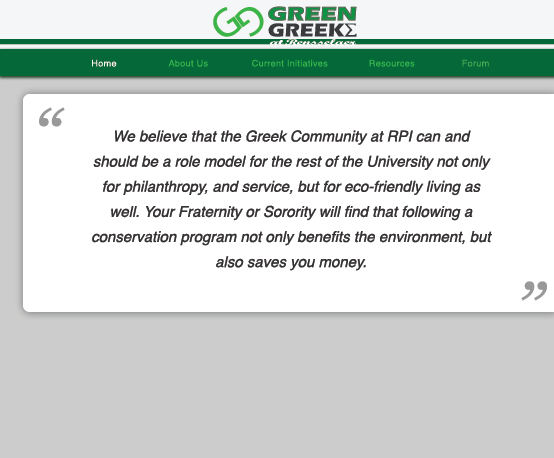 GREEN
GREEKΣ
at Rensselaer
Home About Us Current Initiatives Resources Forum
“
We believe that the Greek Community at RPI can and
should be a role model for the rest of the University not only
for philanthropy, and service, but for eco-friendly living as
well. Your Fraternity or Sorority will find that following a
conservation program not only benefits the environment, but
also saves you money.
”